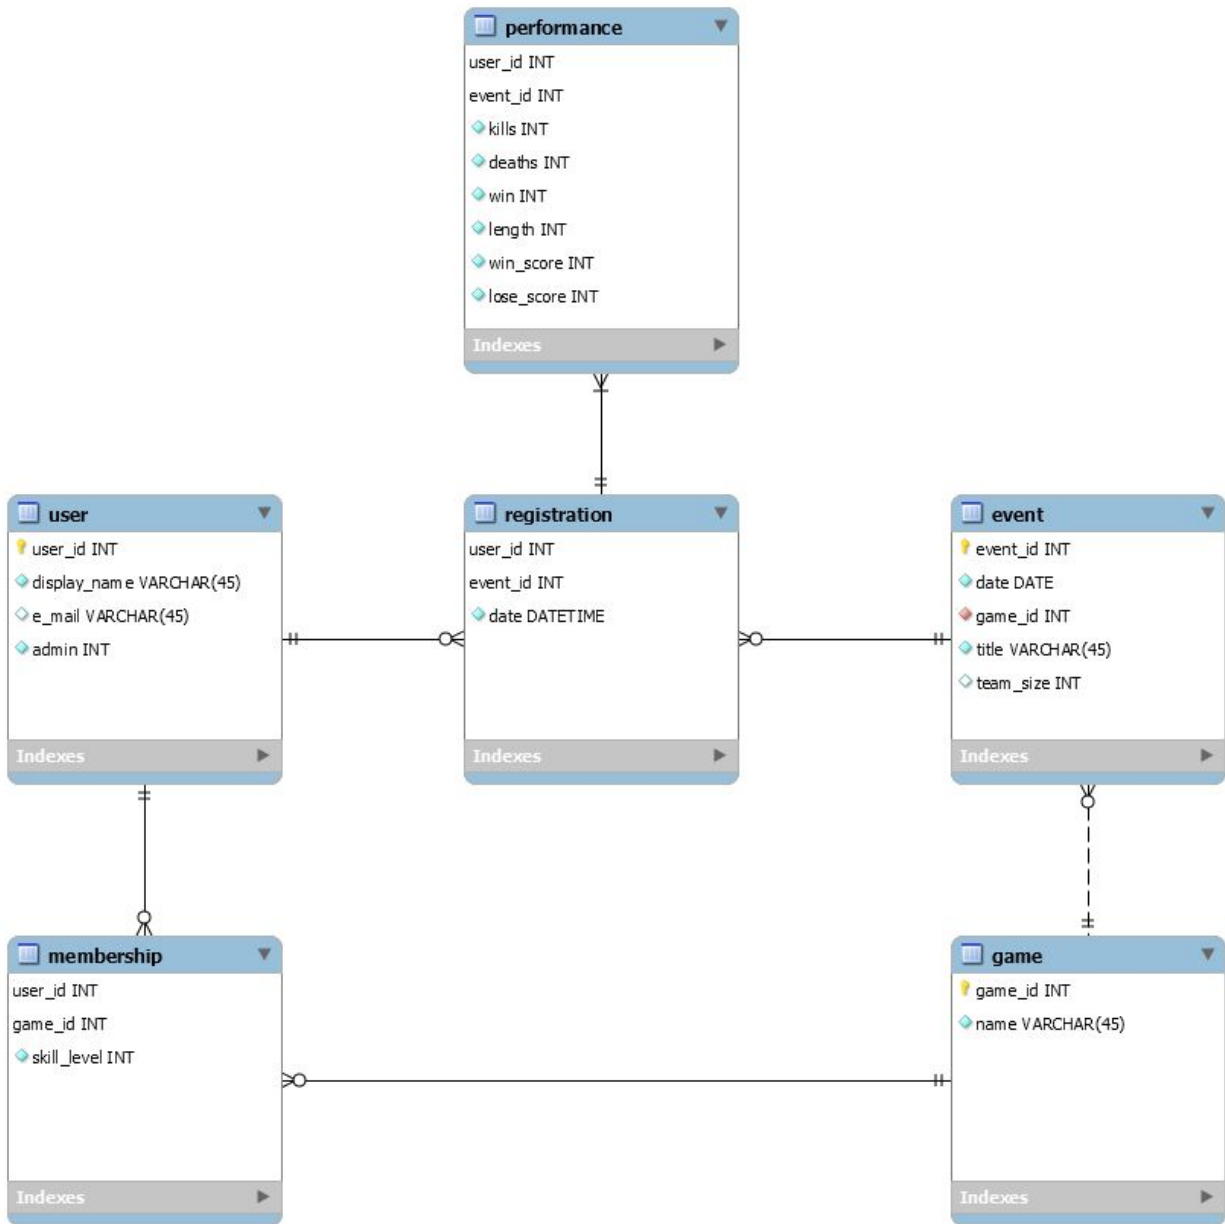 performance
user_id INT
event_id INT
kills INT
deaths INT
win INT
length INT
win_score INT
lose_score INT
Indexes
user
user_id INT
display_name VARCHAR(45)
e_mail VARCHAR(45)
admin INT
Indexes
registration
user_id INT
event_id INT
date DATETIME
Indexes
event
event_id INT
date DATE
game_id INT
title VARCHAR(45)
team_size INT
Indexes
membership
user_id INT
game_id INT
skill_level INT
Indexes
game
game_id INT
name VARCHAR(45)
Indexes